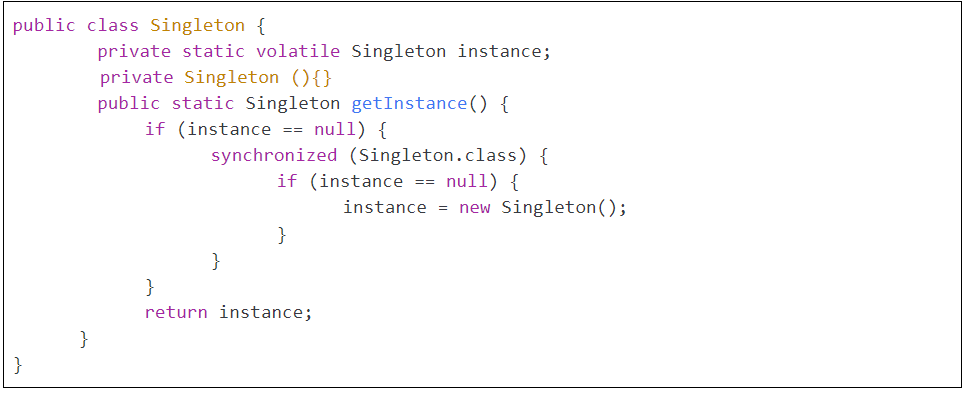 public class Singleton {
private static volatile Singleton instance;
private Singleton (){}
public static Singleton getInstance() {
if (instance == null) {
synchronized (Singleton.class) {
if (instance == null) {
instance = new Singleton();
}
}
}
return instance;
}
}